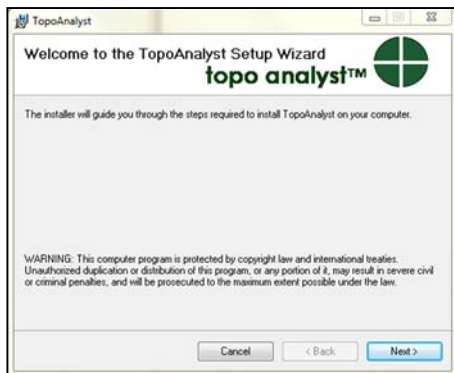 TopoAnalyst
Welcome to the TopoAnalyst Setup Wizard
topo analyst™
The installer will guide you through the steps required to install TopoAnalyst on your computer.
WARNING: This computer program is protected by copyright law and international treaties.
Unauthorized duplication or distribution of this program, or any portion of it, may result in severe civil
or criminal penalties, and will be prosecuted to the maximum extent possible under the law.
Cancel < Back Next >